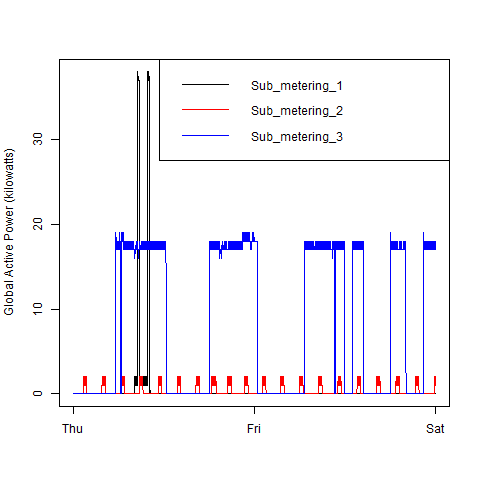 Sub_metering_1
Sub_metering_2
Sub_metering_3
Global Active Power (kilowatts)
30
20
10
0
Thu Fri Sat